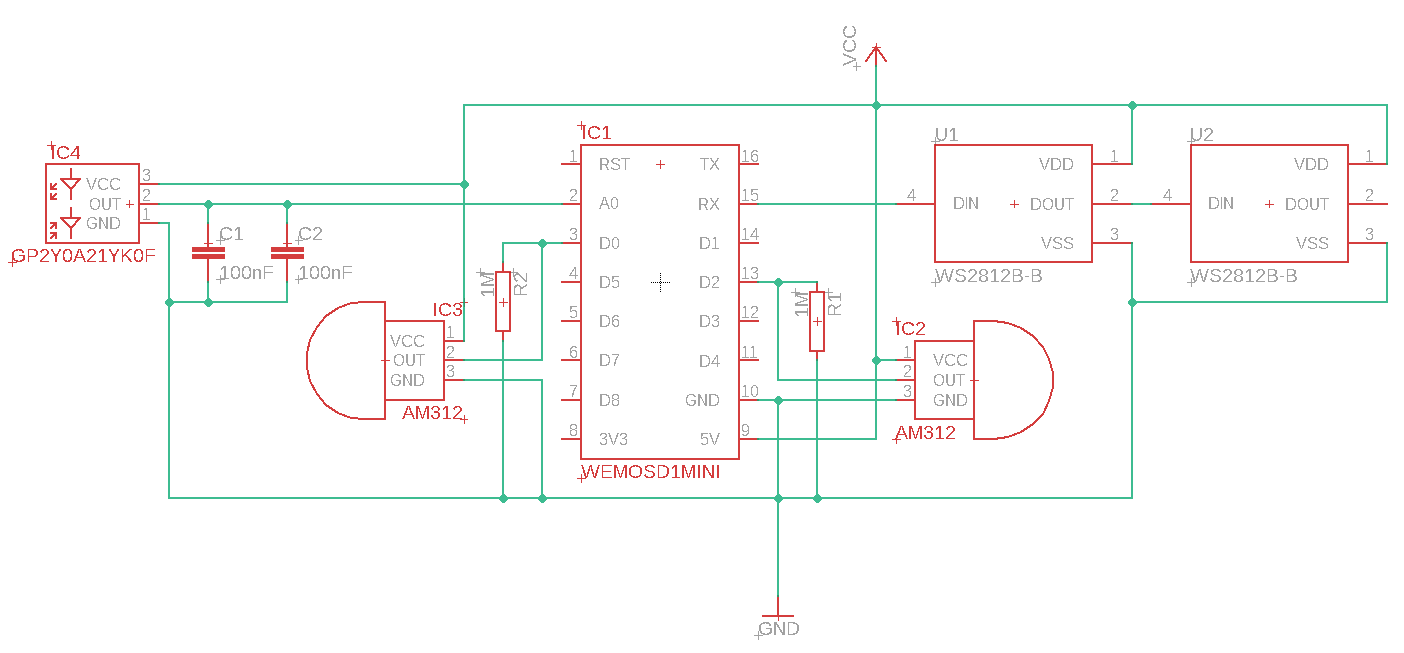 VCC
IC4
VCC 3
OUT 2
GND 1
GP2Y0A21YK0F
C1
100nF
C2
100nF
IC3
VCC 1
OUT 2
GND 3
AM312
1M
R2
IC1
1 RST TX 16
2 A0 RX 15
3 D0 D1 14
4 D5 D2 13
5 D6 D3 12
6 D7 D4 11
7 D8 GND 10
8 3V3 5V 9
WEMOSD1MINI
1M
R1
IC2
1 VCC
2 OUT
3 GND
AM312
U1
VDD 1
4 DIN DOUT 2
VSS 3
WS2812B-B
U2
VDD 1
4 DIN DOUT 2
VSS 3
WS2812B-B
GND